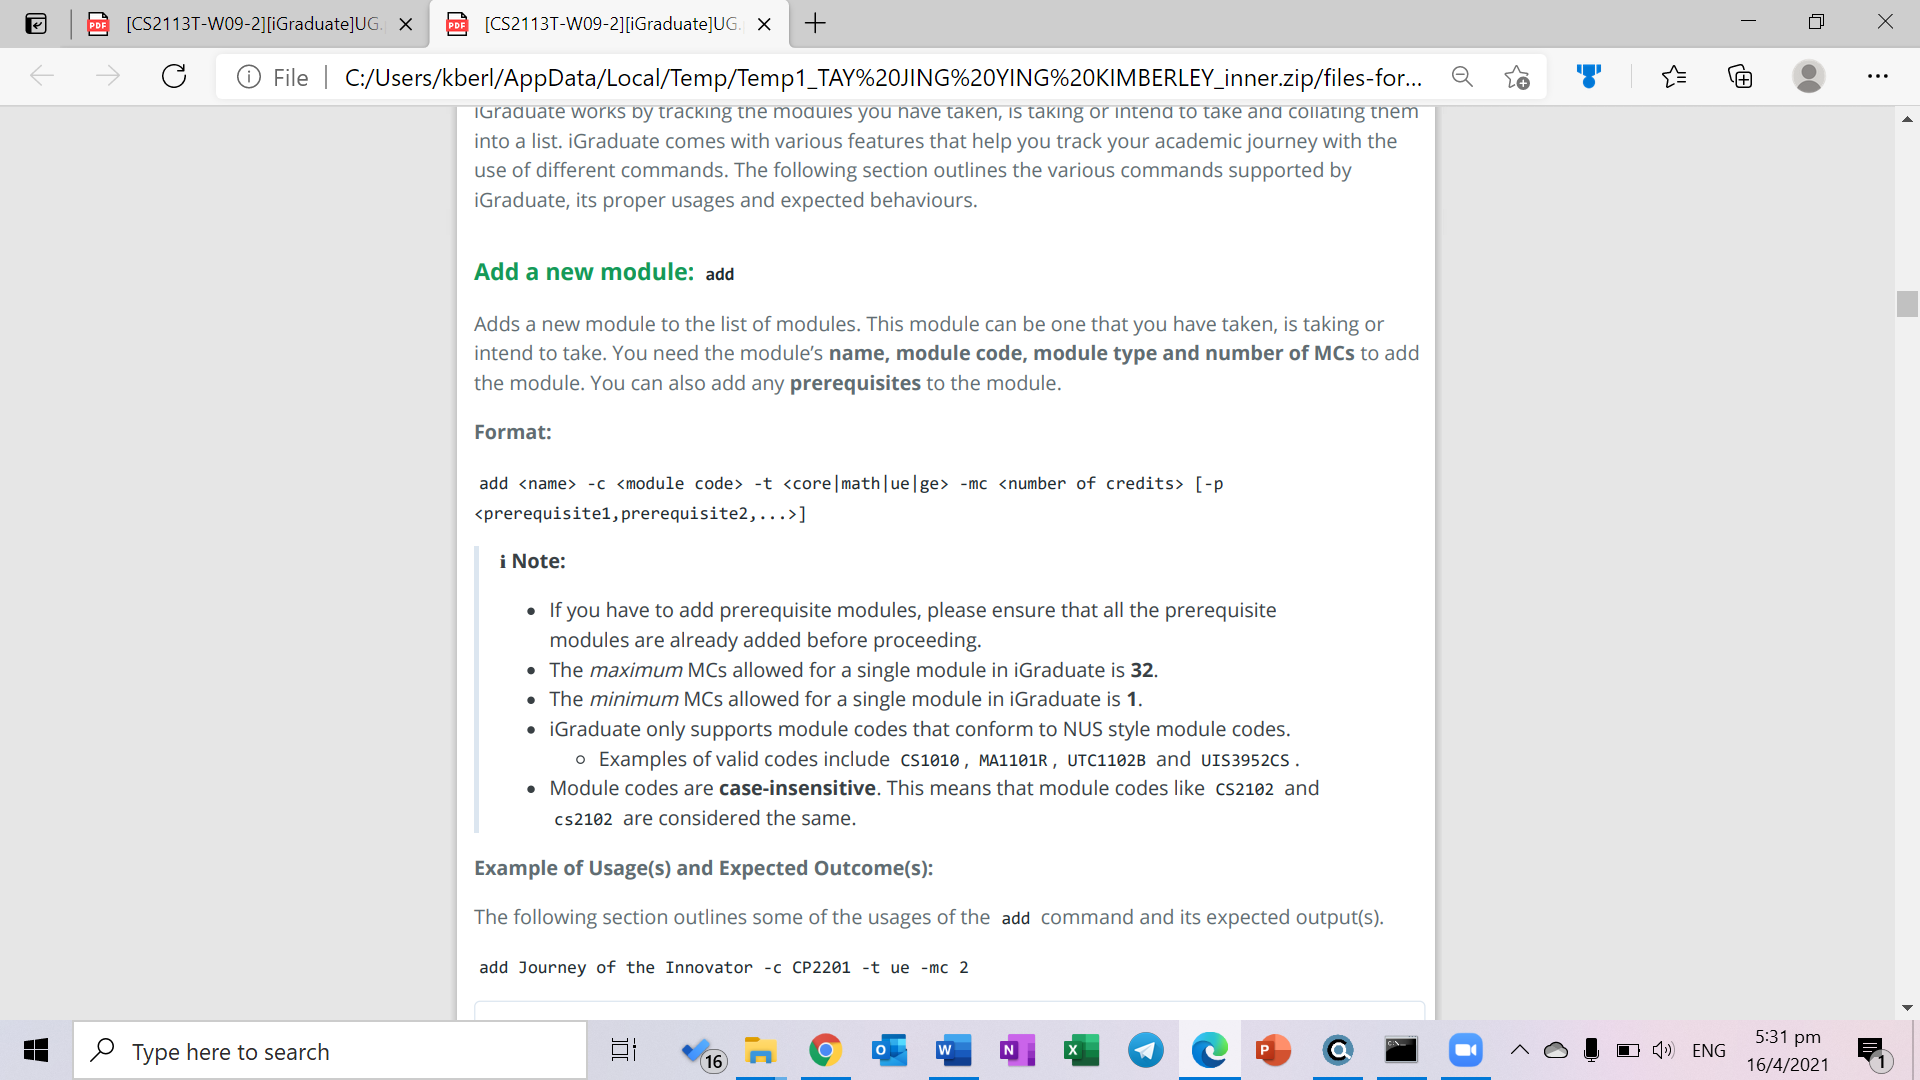 [CS2113T-W09-2][iGraduate]UG.
[CS2113T-W09-2][iGraduate]UG.
File
C:/Users/kberl/AppData/Local/Temp/Temp1_TAY%20JING%20YING%20KIMBERLEY_inner.zip/files-for...
iGraduate works by tracking the modules you have taken, is taking or intend to take and collating them
into a list. iGraduate comes with various features that help you track your academic journey with the
use of different commands. The following section outlines the various commands supported by
iGraduate, its proper usages and expected behaviours.
Add a new module: add
Adds a new module to the list of modules. This module can be one that you have taken, is taking or
intend to take. You need the module’s name, module code, module type and number of MCs to add
the module. You can also add any prerequisites to the module.
Format:
add <name> -c <module code> -t <core|math|ue|ge> -mc <number of credits> [-p
<prerequisite1,prerequisite2,...>]
ℹ Note:
• If you have to add prerequisite modules, please ensure that all the prerequisite
modules are already added before proceeding.
• The maximum MCs allowed for a single module in iGraduate is 32.
• The minimum MCs allowed for a single module in iGraduate is 1.
• iGraduate only supports module codes that conform to NUS style module codes.
○ Examples of valid codes include CS1010, MA1101R, UTC1102B and UIS3952CS.
• Module codes are case-insensitive. This means that module codes like CS2102 and
cs2102 are considered the same.
Example of Usage(s) and Expected Outcome(s):
The following section outlines some of the usages of the add command and its expected output(s).
add Journey of the Innovator -c CP2201 -t ue -mc 2
Type here to search
16
ENG
5:31 pm
16/4/2021
1